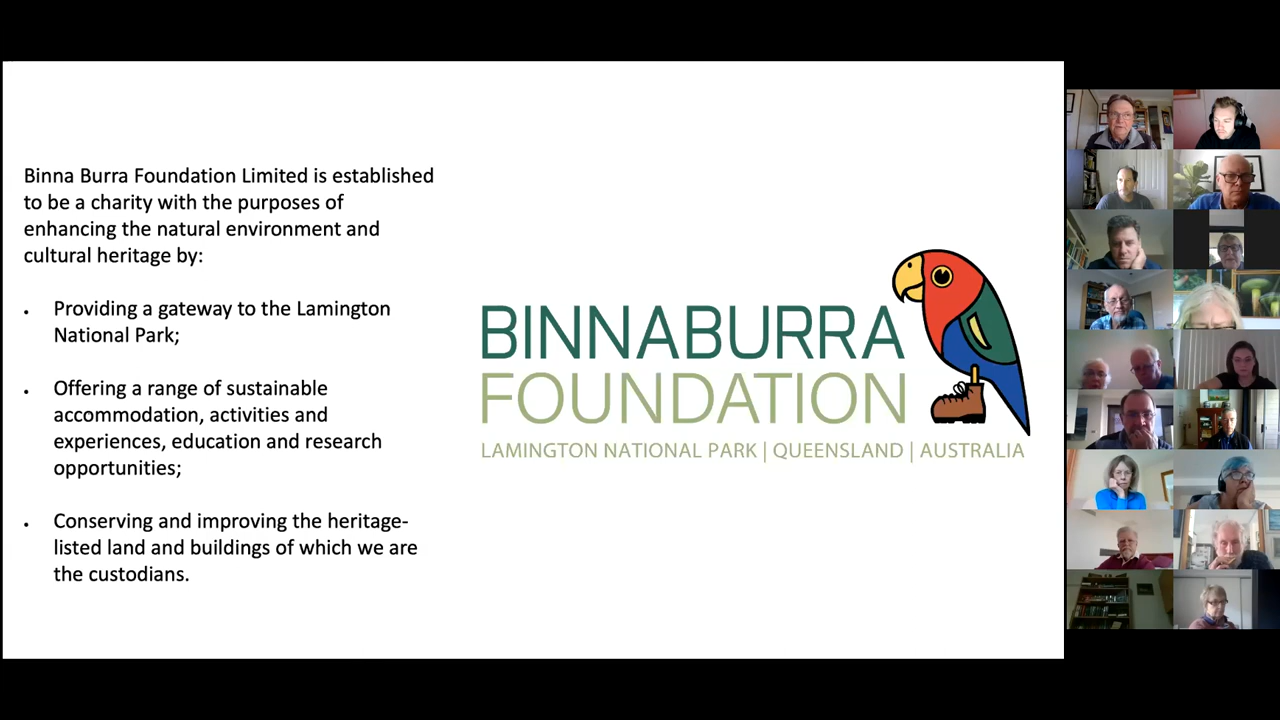 Binna Burra Foundation Limited is established
to be a charity with the purposes of
enhancing the natural environment and
cultural heritage by:
• Providing a gateway to the Lamington
National Park;
• Offering a range of sustainable
accommodation, activities and
experiences, education and research
opportunities;
• Conserving and improving the heritage-
listed land and buildings of which we are
the custodians.
BINNABURRA
FOUNDATION
LAMINGTON NATIONAL PARK | QUEENSLAND | AUSTRALIA